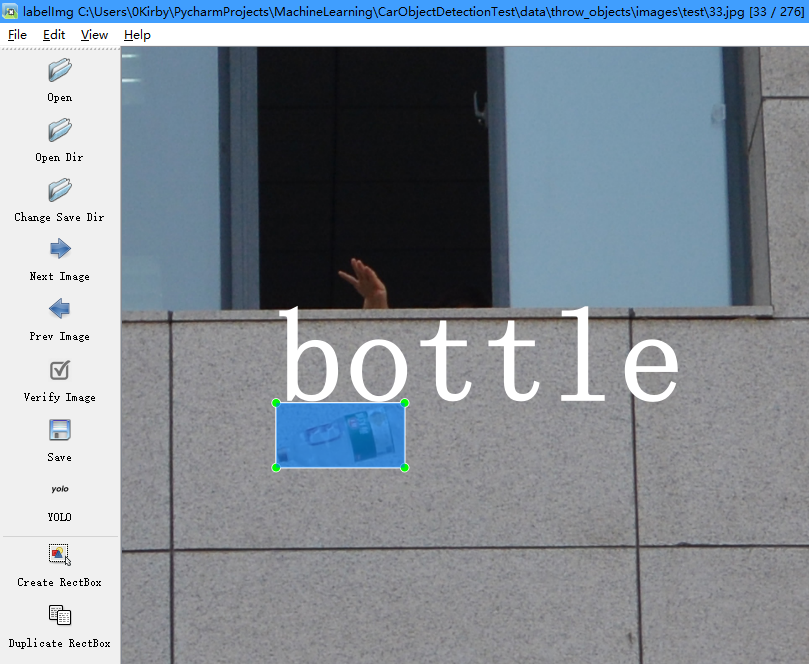 labelImg C:\Users\0Kirby\PycharmProjects\MachineLearning\CarObjectDetectionTest\data\throw_objects\images\test\33.jpg [33 / 276]
File Edit View Help
Open
Open Dir
Change Save Dir
Next Image
Prev Image
Verify Image
Save
yolo
YOLO
Create RectBox
Duplicate RectBox
bottle